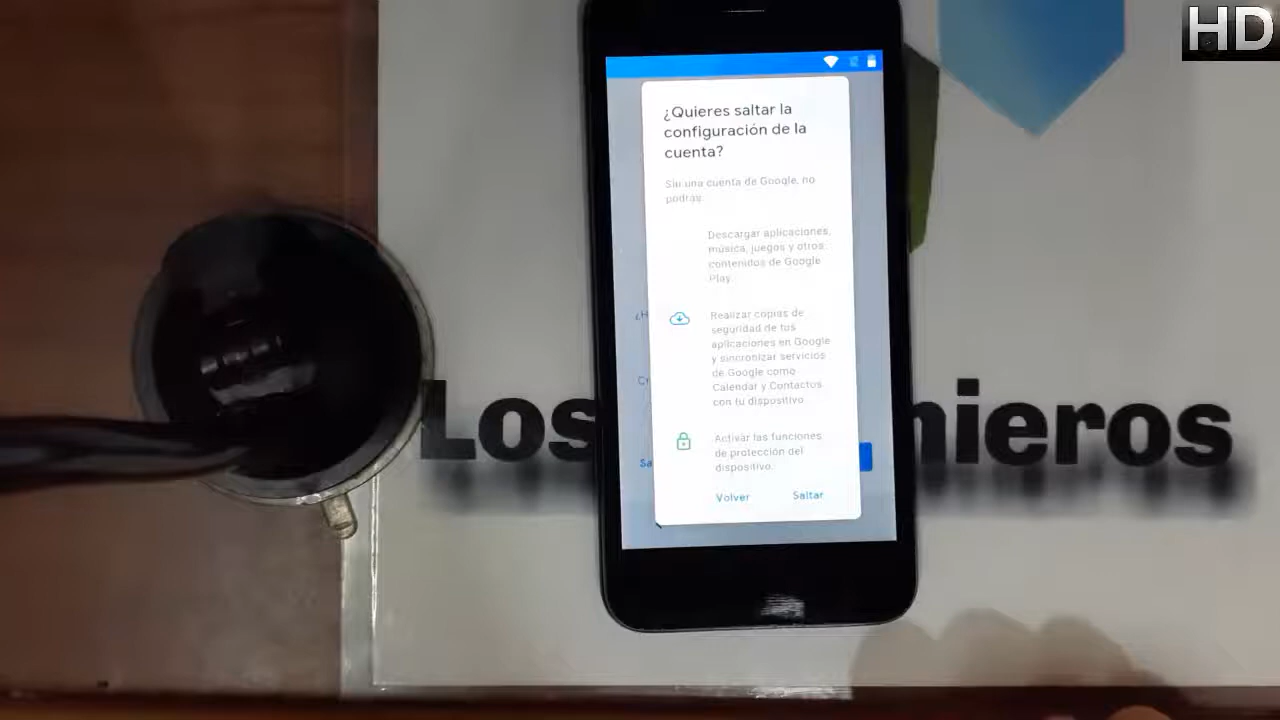 HD
¿Quieres saltar la
configuración de la
cuenta?
Sin una cuenta de Google, no
podrás:
Descargar aplicaciones,
música, juegos y otros
contenidos de Google
Play.
Realizar copias de
seguridad de tus
aplicaciones en Google
y sincronizar servicios
de Google como
Calendar y Contactos
con tu dispositivo.
Activar las funciones
de protección del
dispositivo.
Volver Saltar
Los nieros